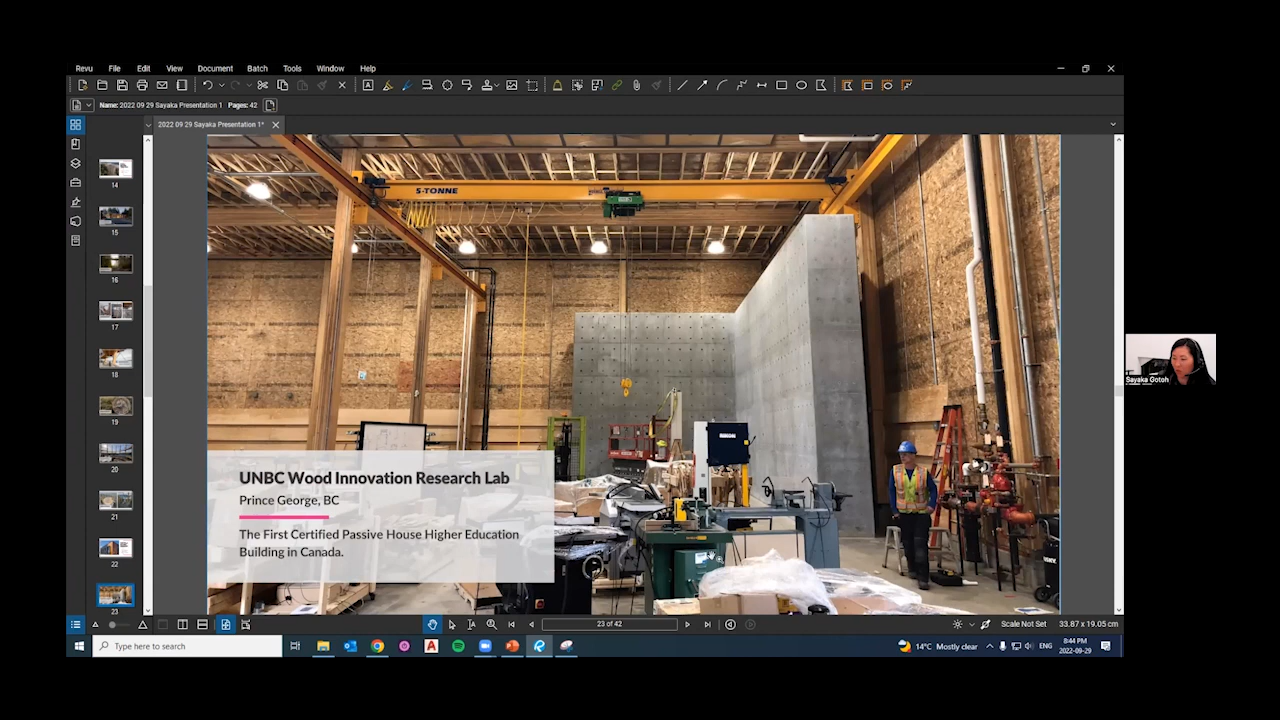 Revu File Edit View Document Batch Tools Window Help
Name: 2022 09 29 Sayaka Presentation 1 Pages: 42
2022 09 29 Sayaka Presentation 1*
14
15
16
17
18
19
20
21
22
23
5-TONNE
UNBC Wood Innovation Research Lab
Prince George, BC
The First Certified Passive House Higher Education
Building in Canada.
Sayaka Gotoh
23 of 42
Scale Not Set
33.87 x 19.05 cm
Type here to search
14°C Mostly clear
ENG
8:44 PM
2022-09-29